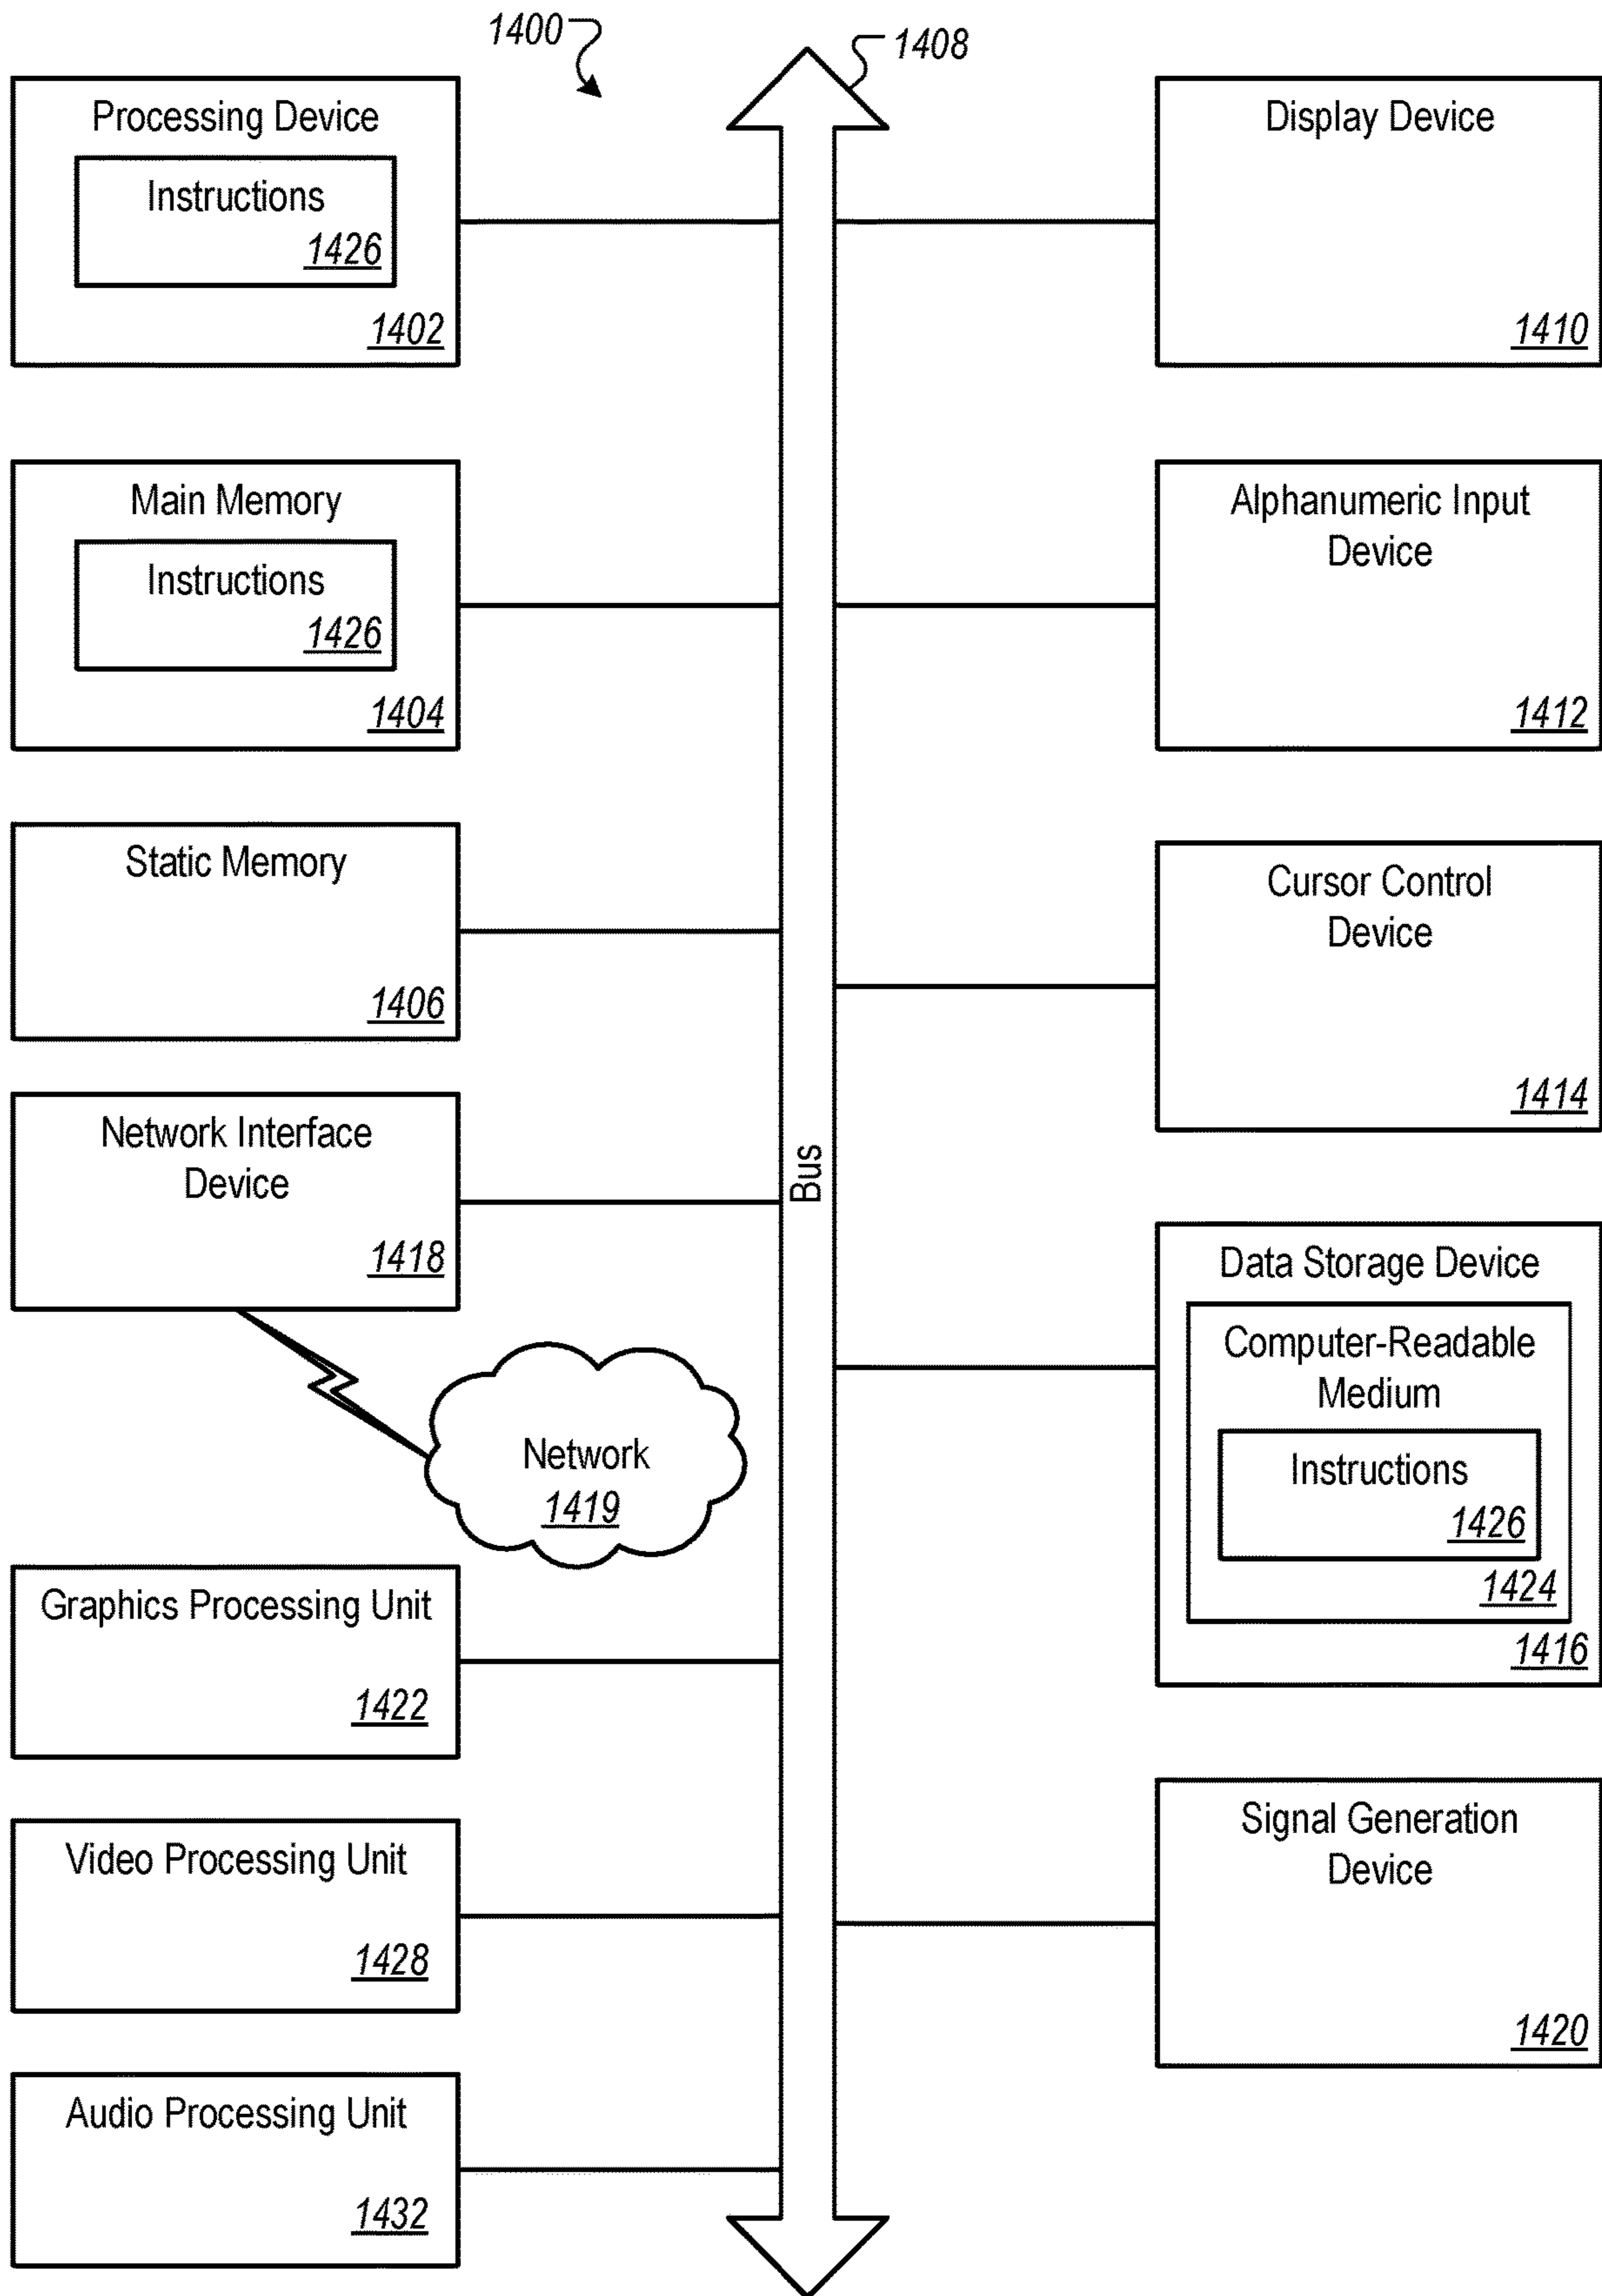 1400
1408
Processing Device
Instructions
1426
1402
Main Memory
Instructions
1426
1404
Static Memory
1406
Network Interface
Device
1418
Network
1419
Graphics Processing Unit
1422
Video Processing Unit
1428
Audio Processing Unit
1432
Bus
Display Device
1410
Alphanumeric Input
Device
1412
Cursor Control
Device
1414
Data Storage Device
Computer-Readable
Medium
Instructions
1426
1424
1416
Signal Generation
Device
1420